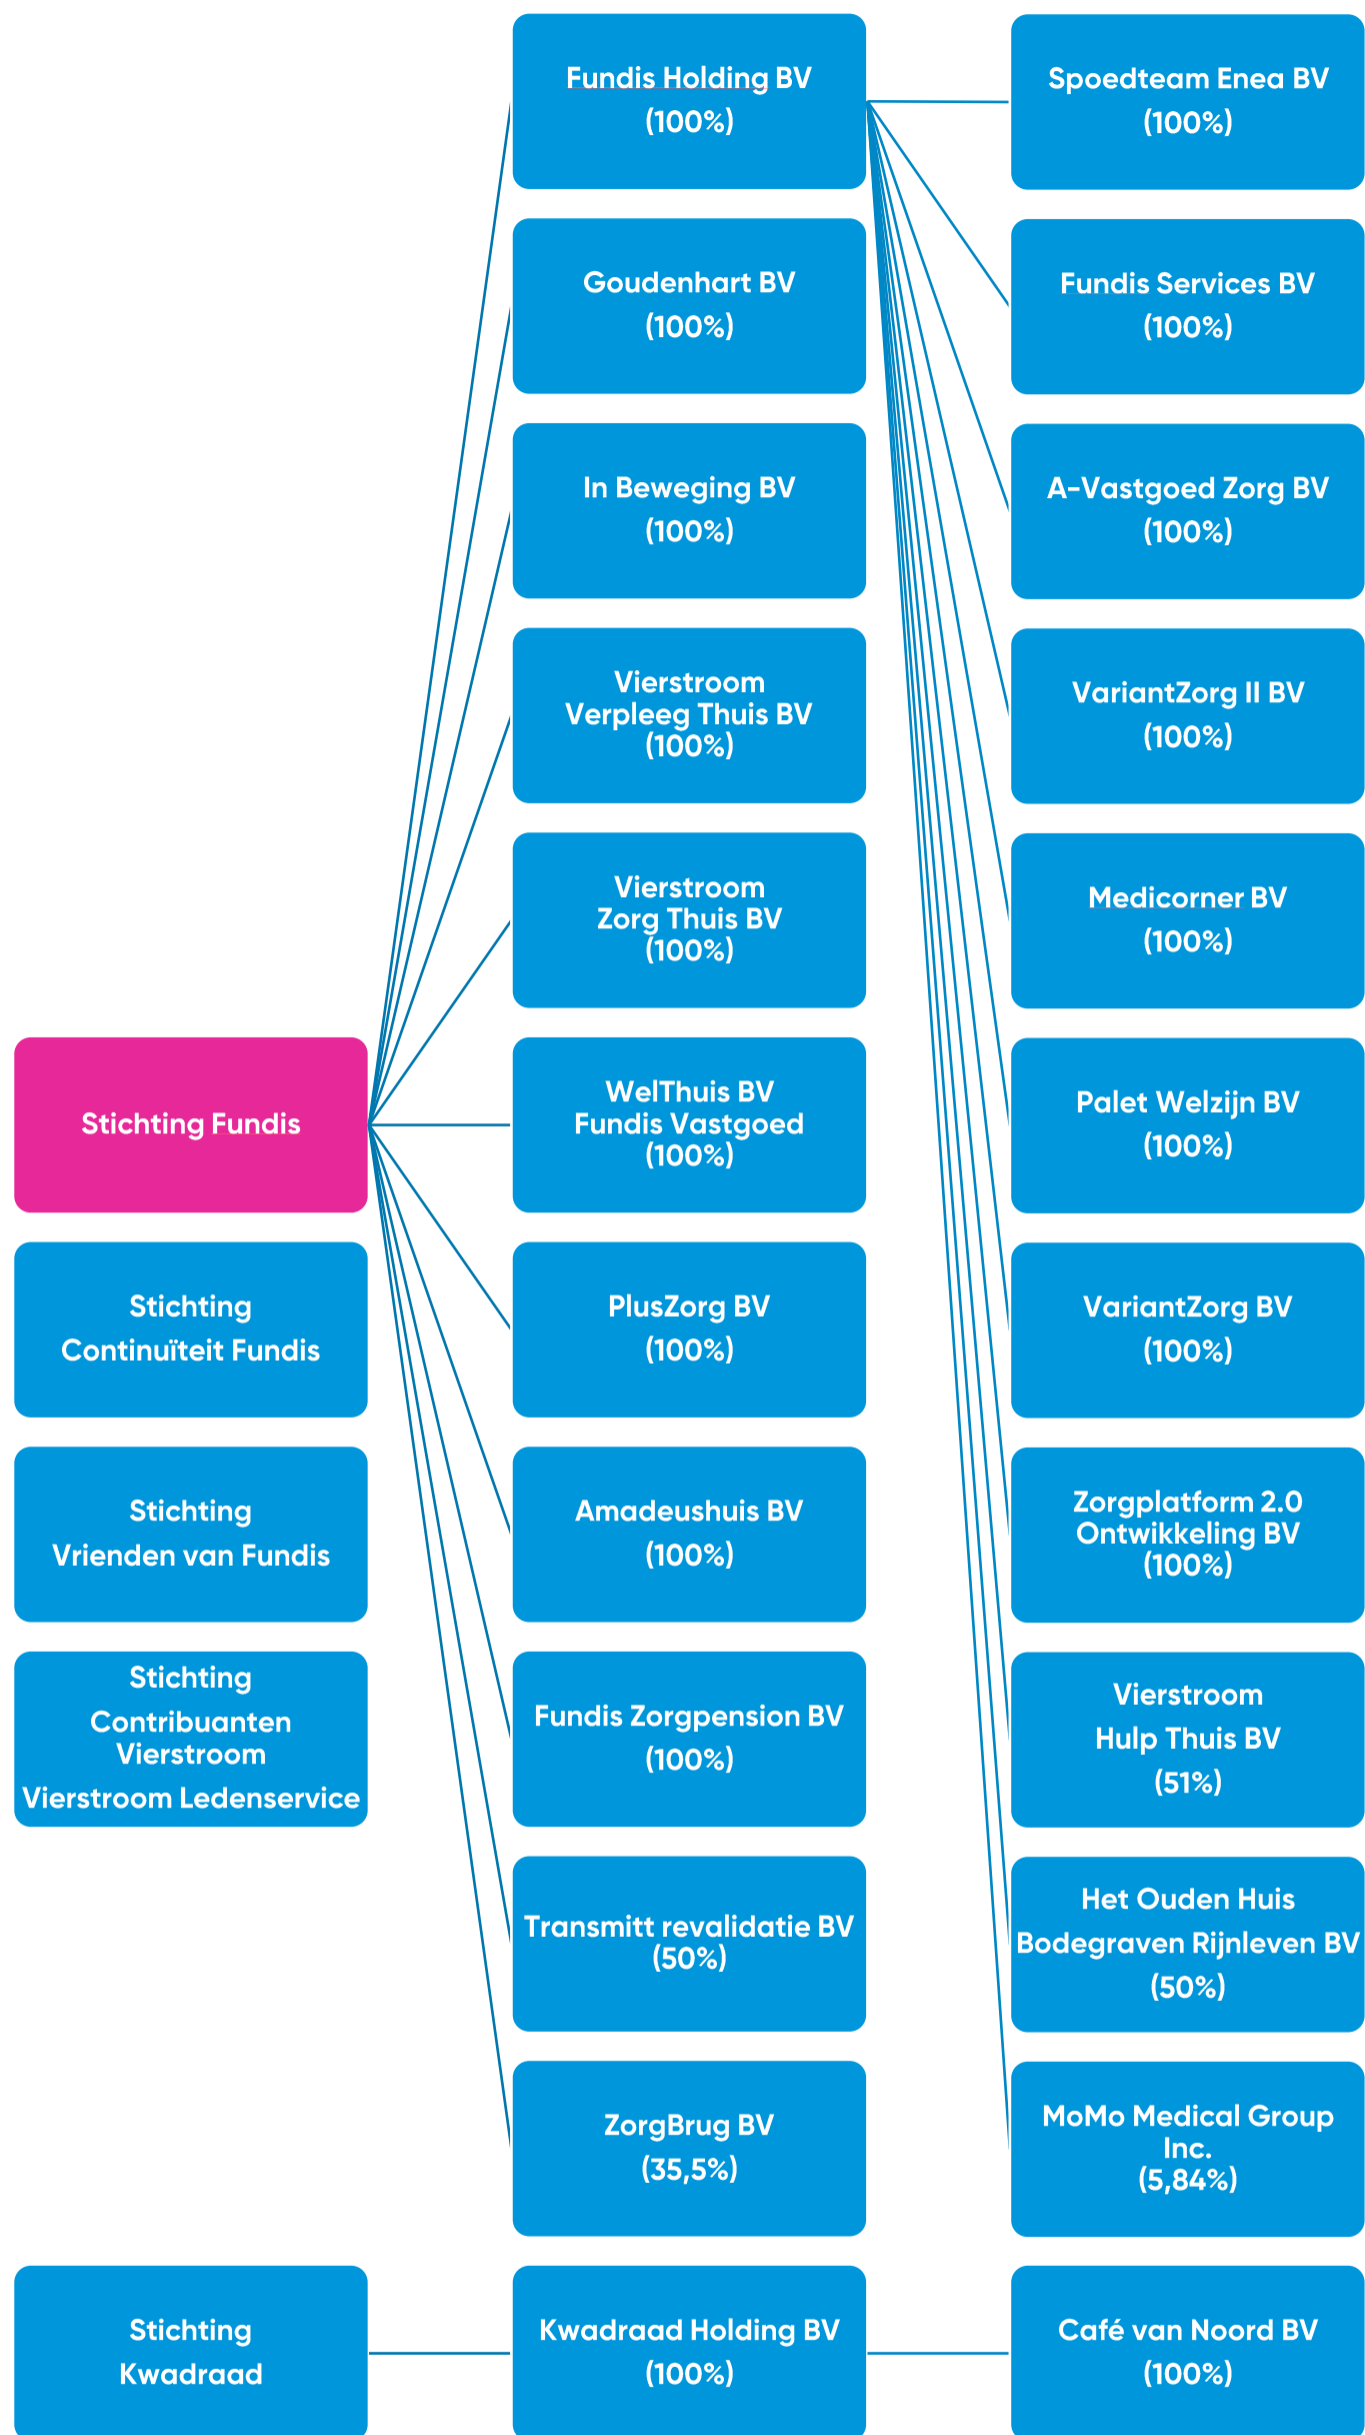 Fundis Holding BV
(100%)
Spoedteam Enea BV
(100%)
Goudenhart BV
(100%)
Fundis Services BV
(100%)
In Beweging BV
(100%)
A-Vastgoed Zorg BV
(100%)
Vierstroom
Verpleeg Thuis BV
(100%)
VariantZorg II BV
(100%)
Vierstroom
Zorg Thuis BV
(100%)
Medicorner BV
(100%)
Stichting Fundis
WelThuis BV
Fundis Vastgoed
(100%)
Palet Welzijn BV
(100%)
Stichting
Continuïteit Fundis
PlusZorg BV
(100%)
VariantZorg BV
(100%)
Stichting
Vrienden van Fundis
Amadeushuis BV
(100%)
Zorgplatform 2.0
Ontwikkeling BV
(100%)
Stichting
Contribuanten
Vierstroom
Vierstroom Ledenservice
Fundis Zorgpension BV
(100%)
Vierstroom
Hulp Thuis BV
(51%)
Transmitt revalidatie BV
(50%)
Het Ouden Huis
Bodegraven Rijnleven BV
(50%)
ZorgBrug BV
(35,5%)
MoMo Medical Group
Inc.
(5,84%)
Stichting
Kwadraad
Kwadraad Holding BV
(100%)
Café van Noord BV
(100%)